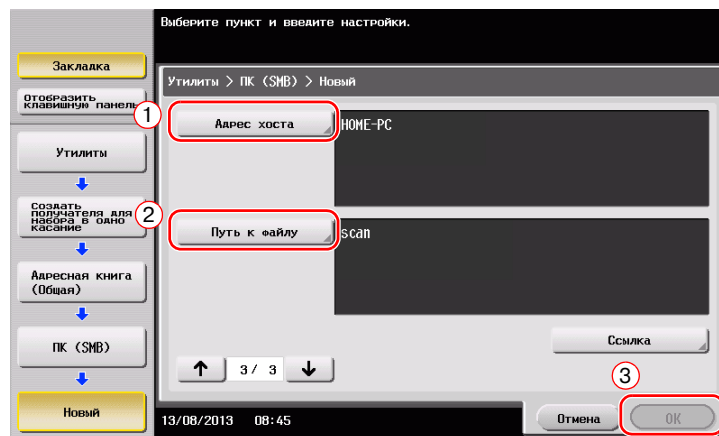 Выберите пункт и введите настройки.
Закладка
Отобразить
клавишную панель
Утилиты
Создать
получателя для
набора в одно
касание
Адресная книга
(Общая)
ПК (SMB)
Новый
Утилиты > ПК (SMB) > Новый
1
Адрес хоста
HOME-PC
2
Путь к файлу
scan
Ссылка
↑ 3/ 3 ↓
3
13/08/2013 08:45
Отмена
OK